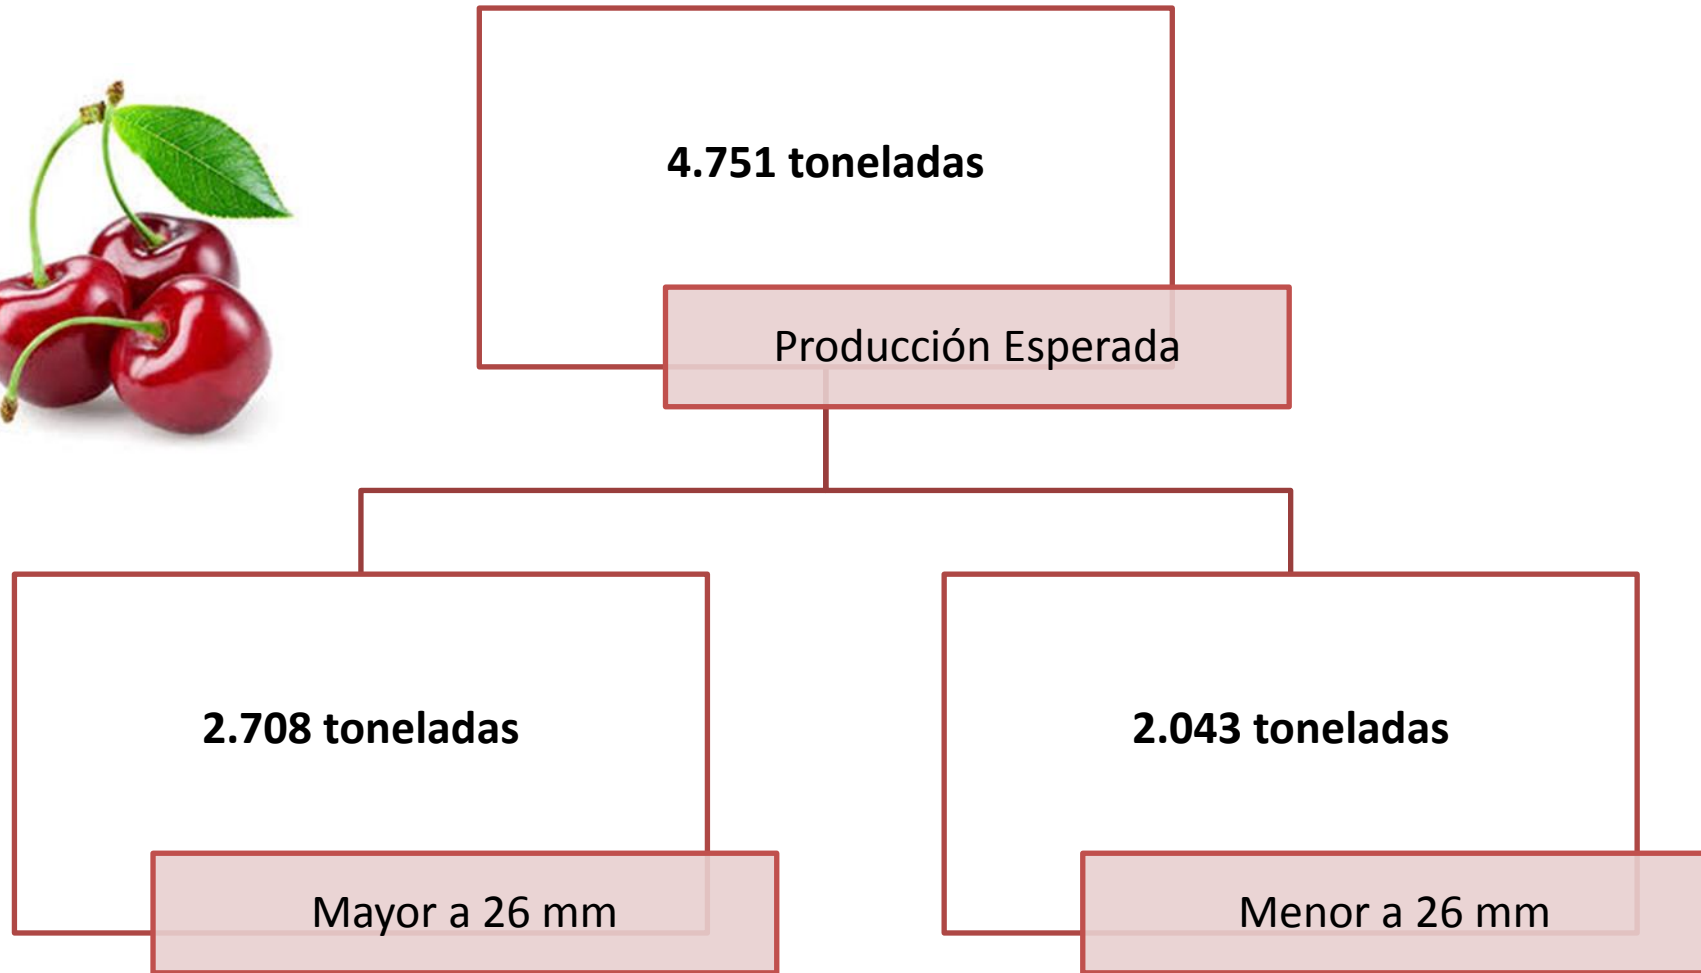 4.751 toneladas
Producción Esperada
2.708 toneladas
Mayor a 26 mm
2.043 toneladas
Menor a 26 mm